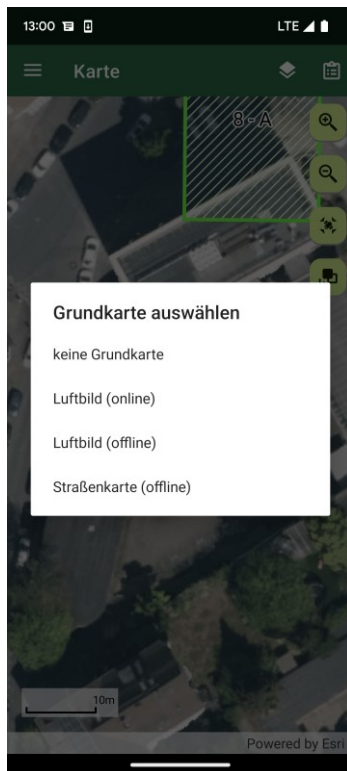 13:00
LTE
Karte
8 - A
Grundkarte auswählen
keine Grundkarte
Luftbild (online)
Luftbild (offline)
Straßenkarte (offline)
10m
Powered by Esri